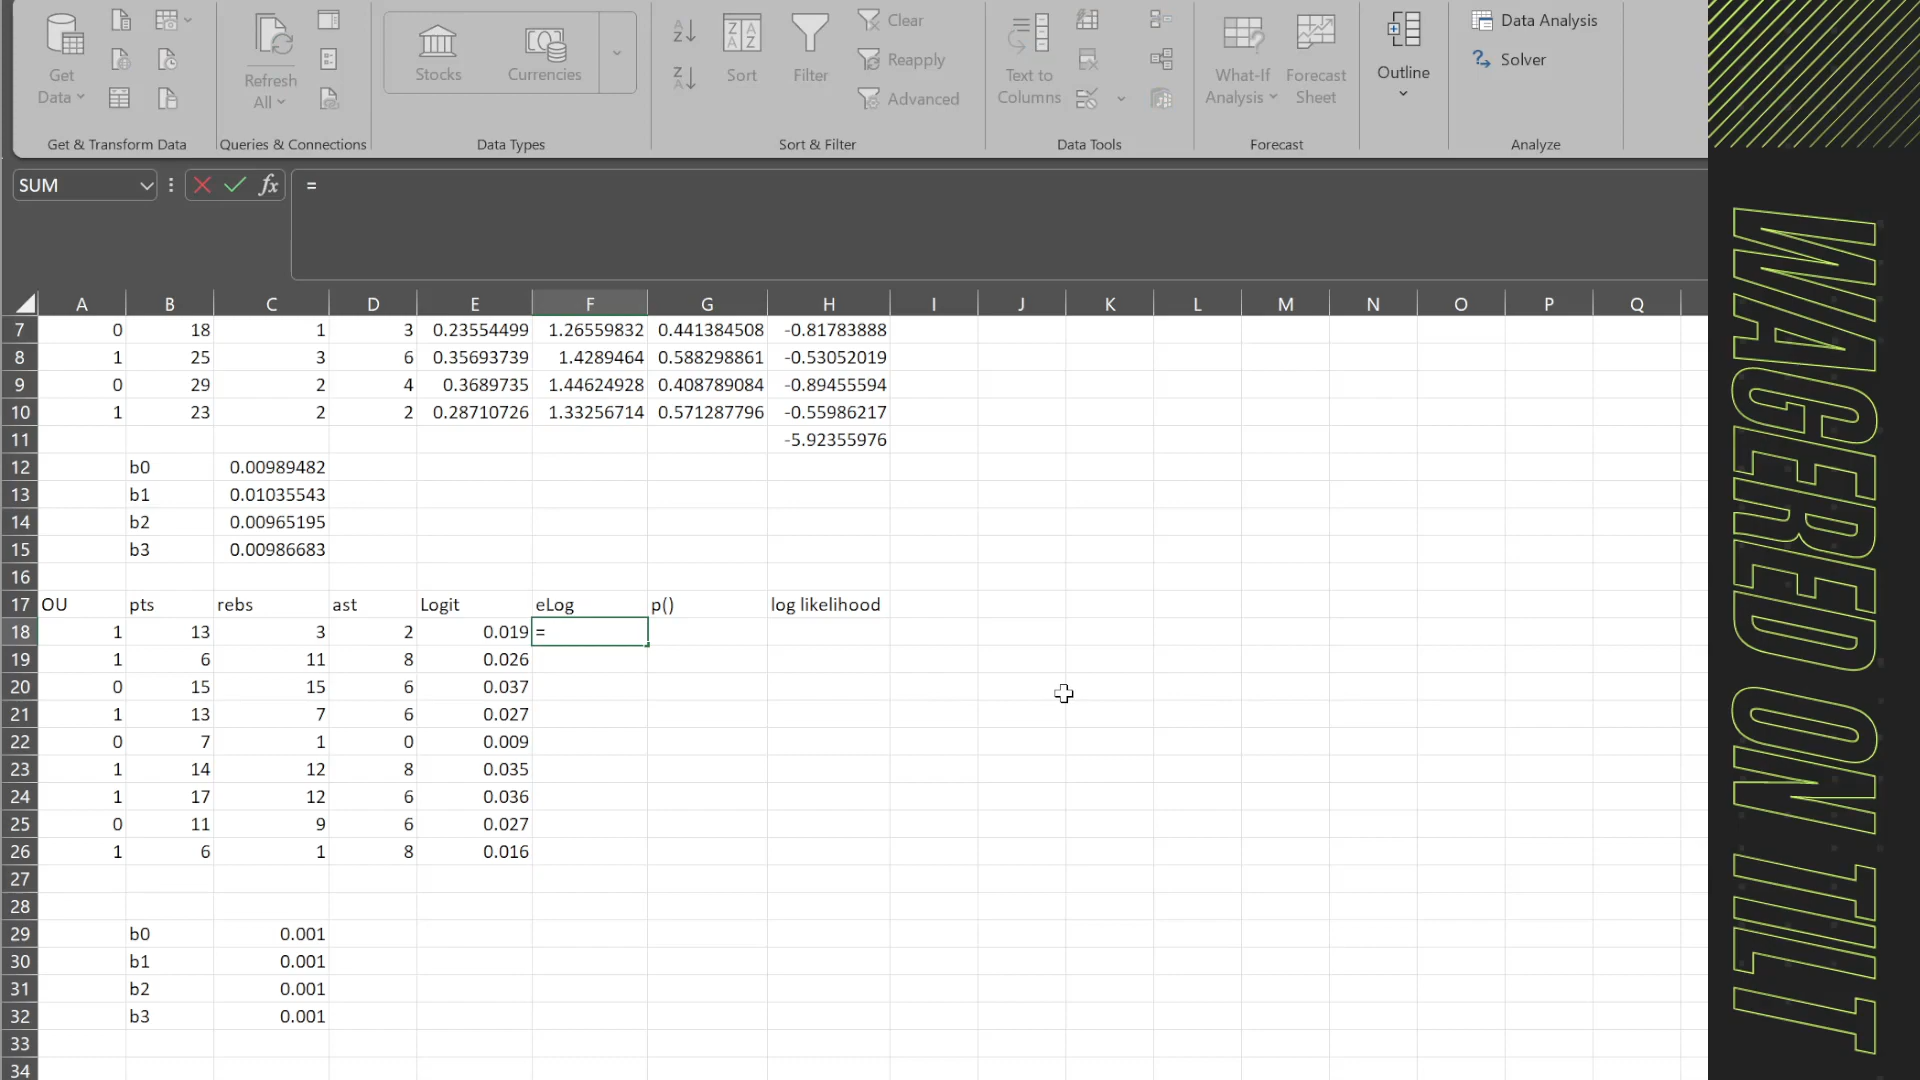 Get Data
Refresh All
Stocks
Currencies
Sort
Filter
Clear
Reapply
Advanced
Text to Columns
What-If Analysis
Forecast Sheet
Outline
Data Analysis
Solver
Get & Transform Data
Queries & Connections
Data Types
Sort & Filter
Data Tools
Forecast
Analyze
SUM fx =
A B C D E F G H I J K L M N O P Q
7 0 18 1 3 0.23554499 1.26559832 0.441384508 -0.81783888
8 1 25 3 6 0.35693739 1.4289464 0.588298861 -0.53052019
9 0 29 2 4 0.3689735 1.44624928 0.408789084 -0.89455594
10 1 23 2 2 0.28710726 1.33256714 0.571287796 -0.55986217
11 -5.92355976
12 b0 0.00989482
13 b1 0.01035543
14 b2 0.00965195
15 b3 0.00986683
16
17 OU pts rebs ast Logit eLog p() log likelihood
18 1 13 3 2 0.019 =
19 1 6 11 8 0.026
20 0 15 15 6 0.037
21 1 13 7 6 0.027
22 0 7 1 0 0.009
23 1 14 12 8 0.035
24 1 17 12 6 0.036
25 0 11 9 6 0.027
26 1 6 1 8 0.016
27
28
29 b0 0.001
30 b1 0.001
31 b2 0.001
32 b3 0.001
33
34
WAGERED ON TILT